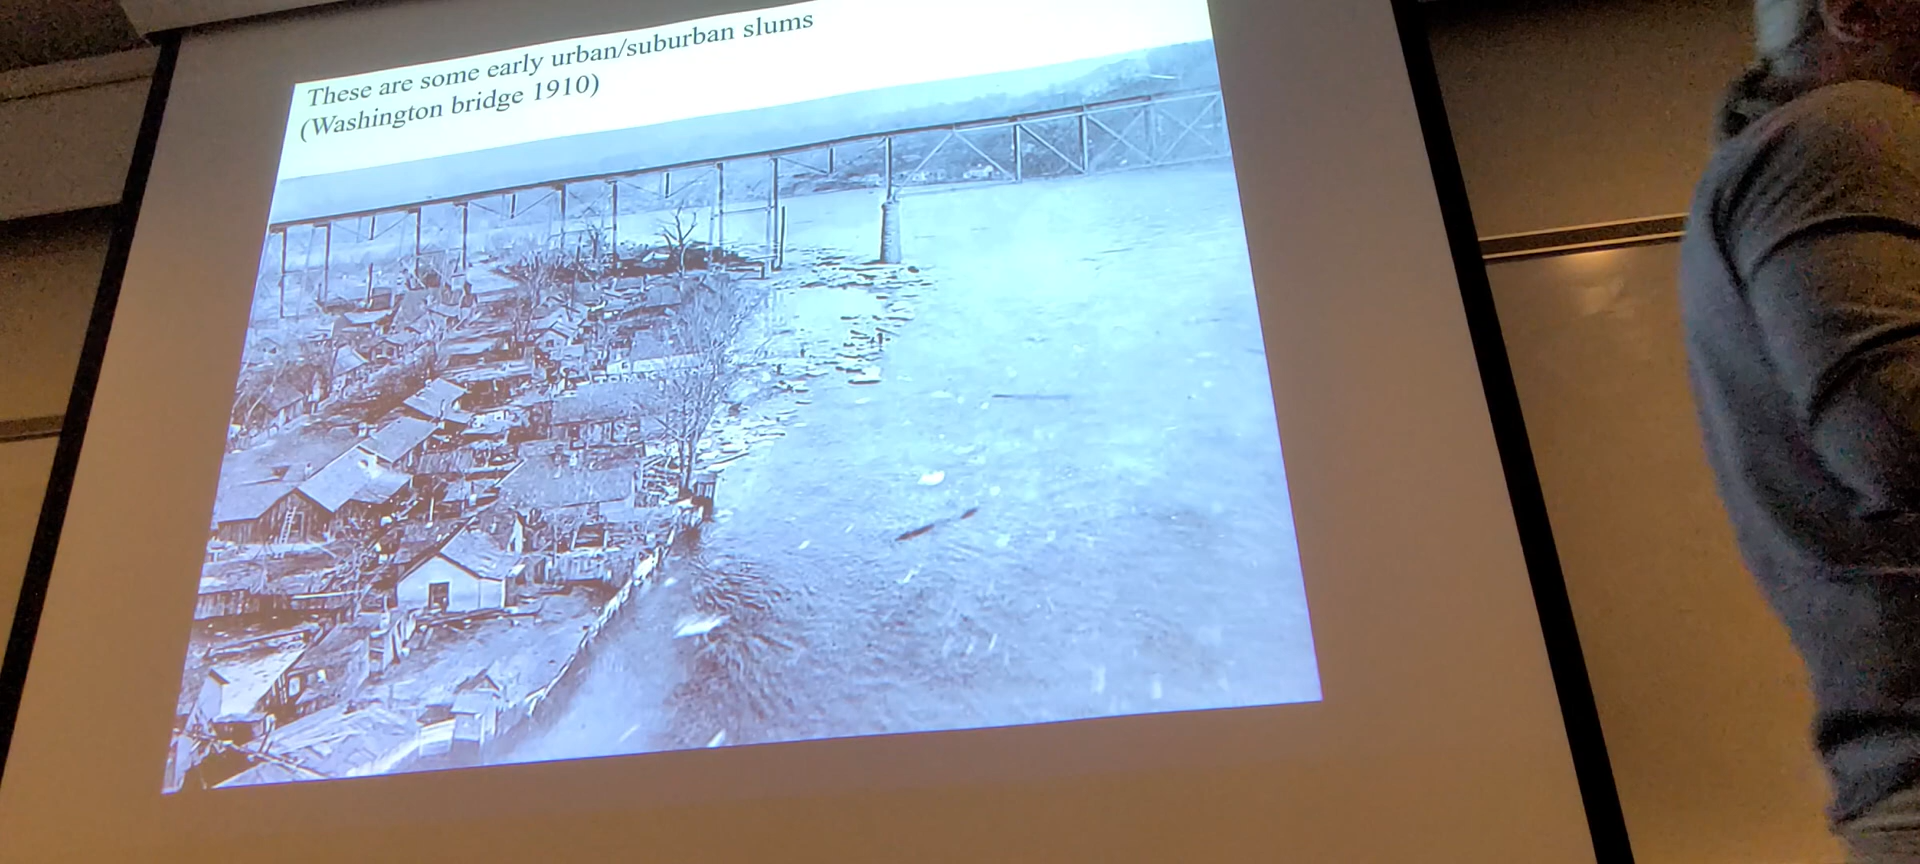 These are some early urban/suburban slums
(Washington bridge 1910)